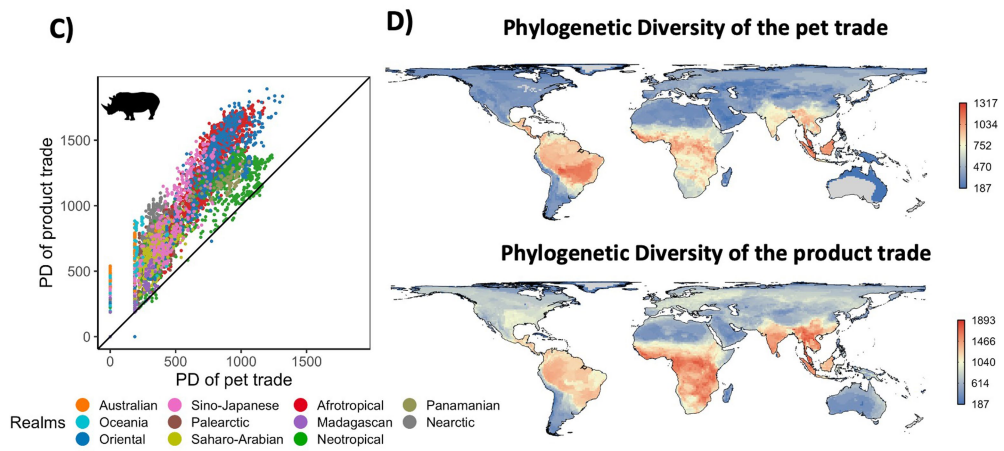 C)
D)
Phylogenetic Diversity of the pet trade
1317
1034
752
470
187
PD of product trade
1500
1000
500
0
0
500
1000
1500
PD of pet trade
Phylogenetic Diversity of the product trade
1893
1466
1040
614
187
Realms
Australian
Sino-Japanese
Afrotropical
Panamanian
Oceania
Palearctic
Madagascan
Nearctic
Oriental
Saharo-Arabian
Neotropical